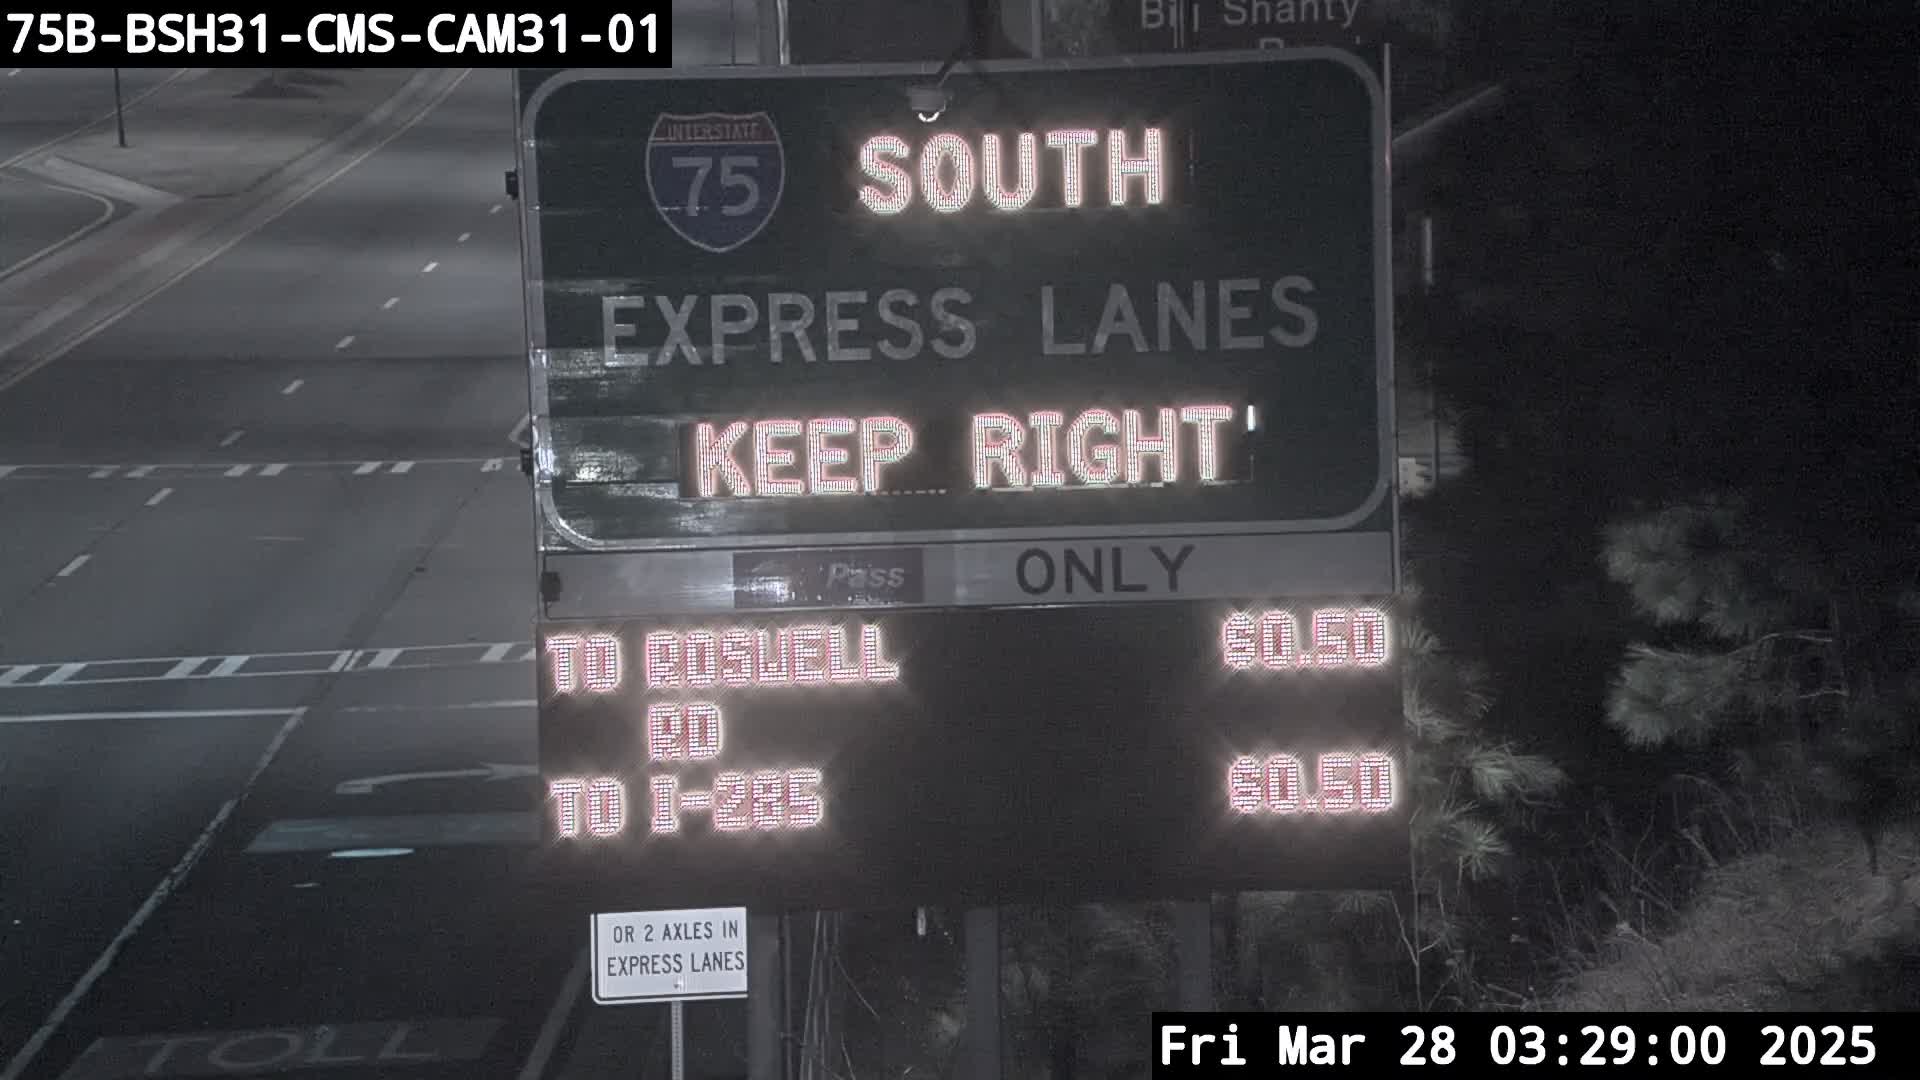 75B-BSH31-CMS-CAM31-01
Bill Shanty
INTERSTATE
75
SOUTH
EXPRESS LANES
KEEP RIGHT
Pass
ONLY
TO ROSWELL $0.50
RD
TO I-285 $0.50
OR 2 AXLES IN
EXPRESS LANES
TOLL
Fri Mar 28 03:29:00 2025